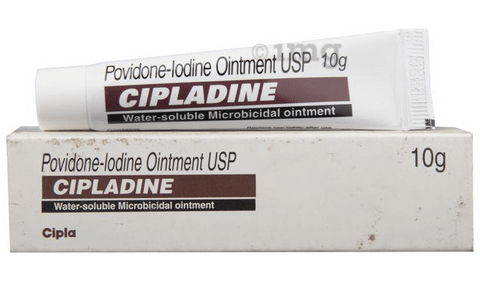 1mg
Povidone-Iodine Ointment USP 10g
CIPLADINE
Water-soluble Microbicidal ointment
Povidone-Iodine Ointment USP 10g
CIPLADINE
Water-soluble Microbicidal ointment
Cipla